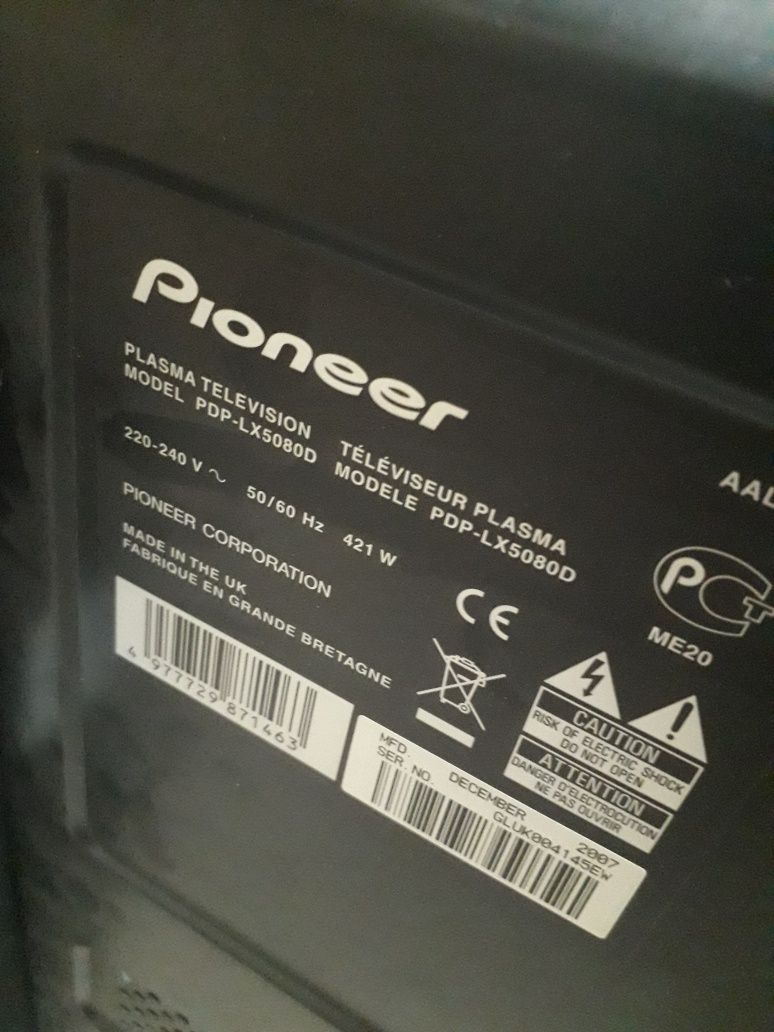 Pioneer
PLASMA TELEVISION TÉLÉVISEUR PLASMA
MODEL PDP-LX5080D MODELE PDP-LX5080D
220-240 V ~ 50/60 Hz 421 W
PIONEER CORPORATION
MADE IN THE UK
FABRIQUE EN GRANDE BRETAGNE
4 977729 871463
CE
PCT
ME20
CAUTION
RISK OF ELECTRIC SHOCK
DO NOT OPEN
ATTENTION
DANGER D'ELECTROCUTION
NE PAS OUVRIR
MFD. DECEMBER 2007
SER. NO. GLUK004145EW